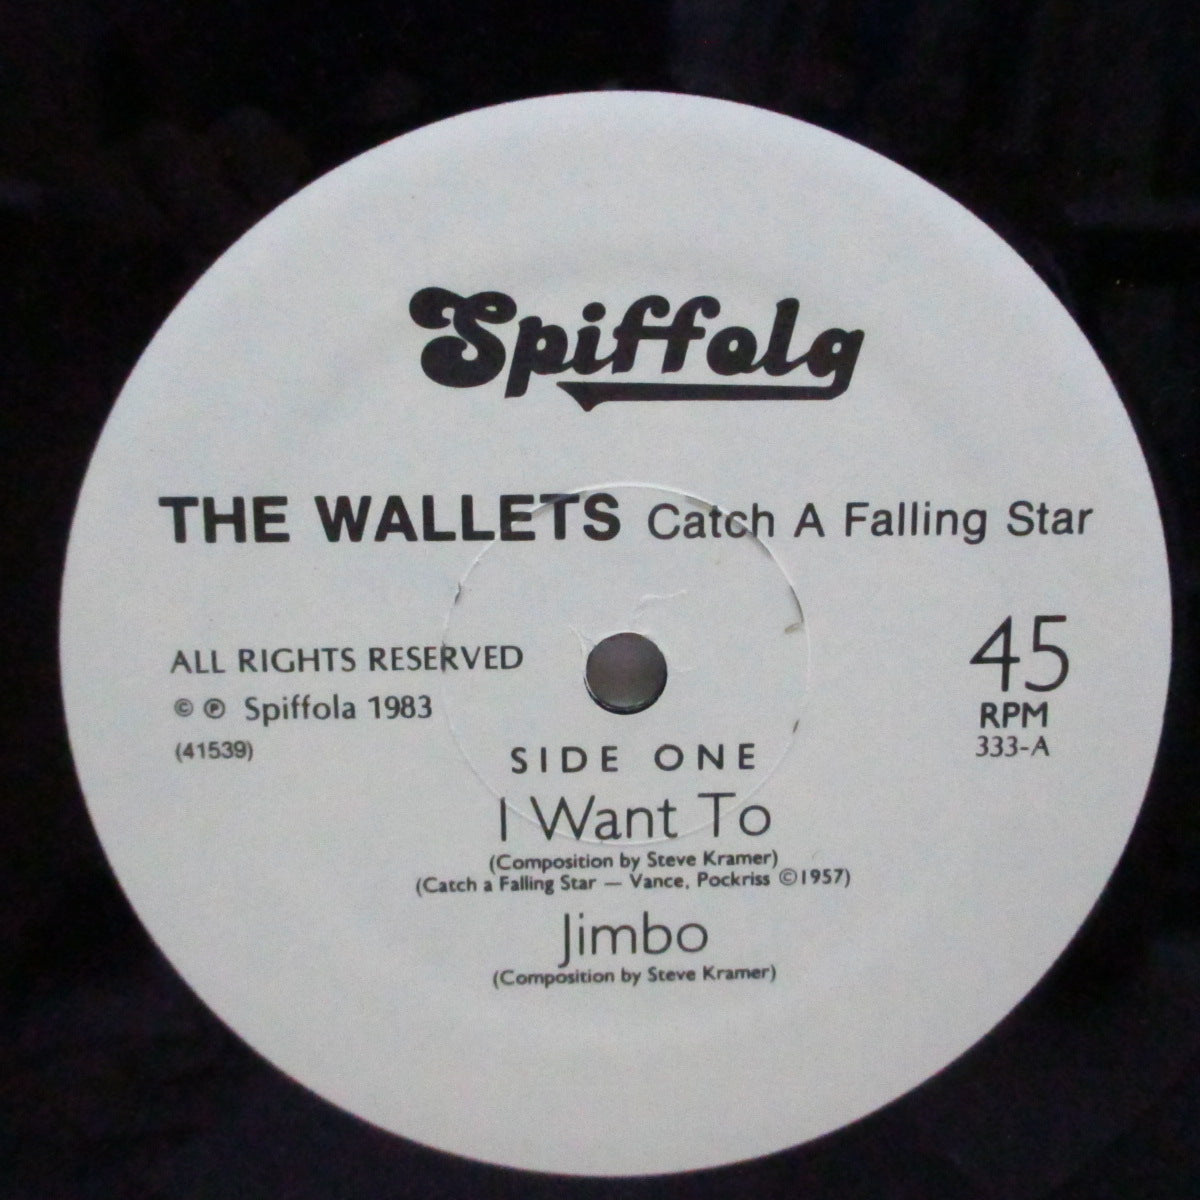 Spiffola
THE WALLETS Catch A Falling Star
ALL RIGHTS RESERVED
© ℗ Spiffola 1983
(41539)
45
RPM
333-A
SIDE ONE
I Want To
(Composition by Steve Kramer)
(Catch a Falling Star — Vance, Pockriss ©1957)
Jimbo
(Composition by Steve Kramer)